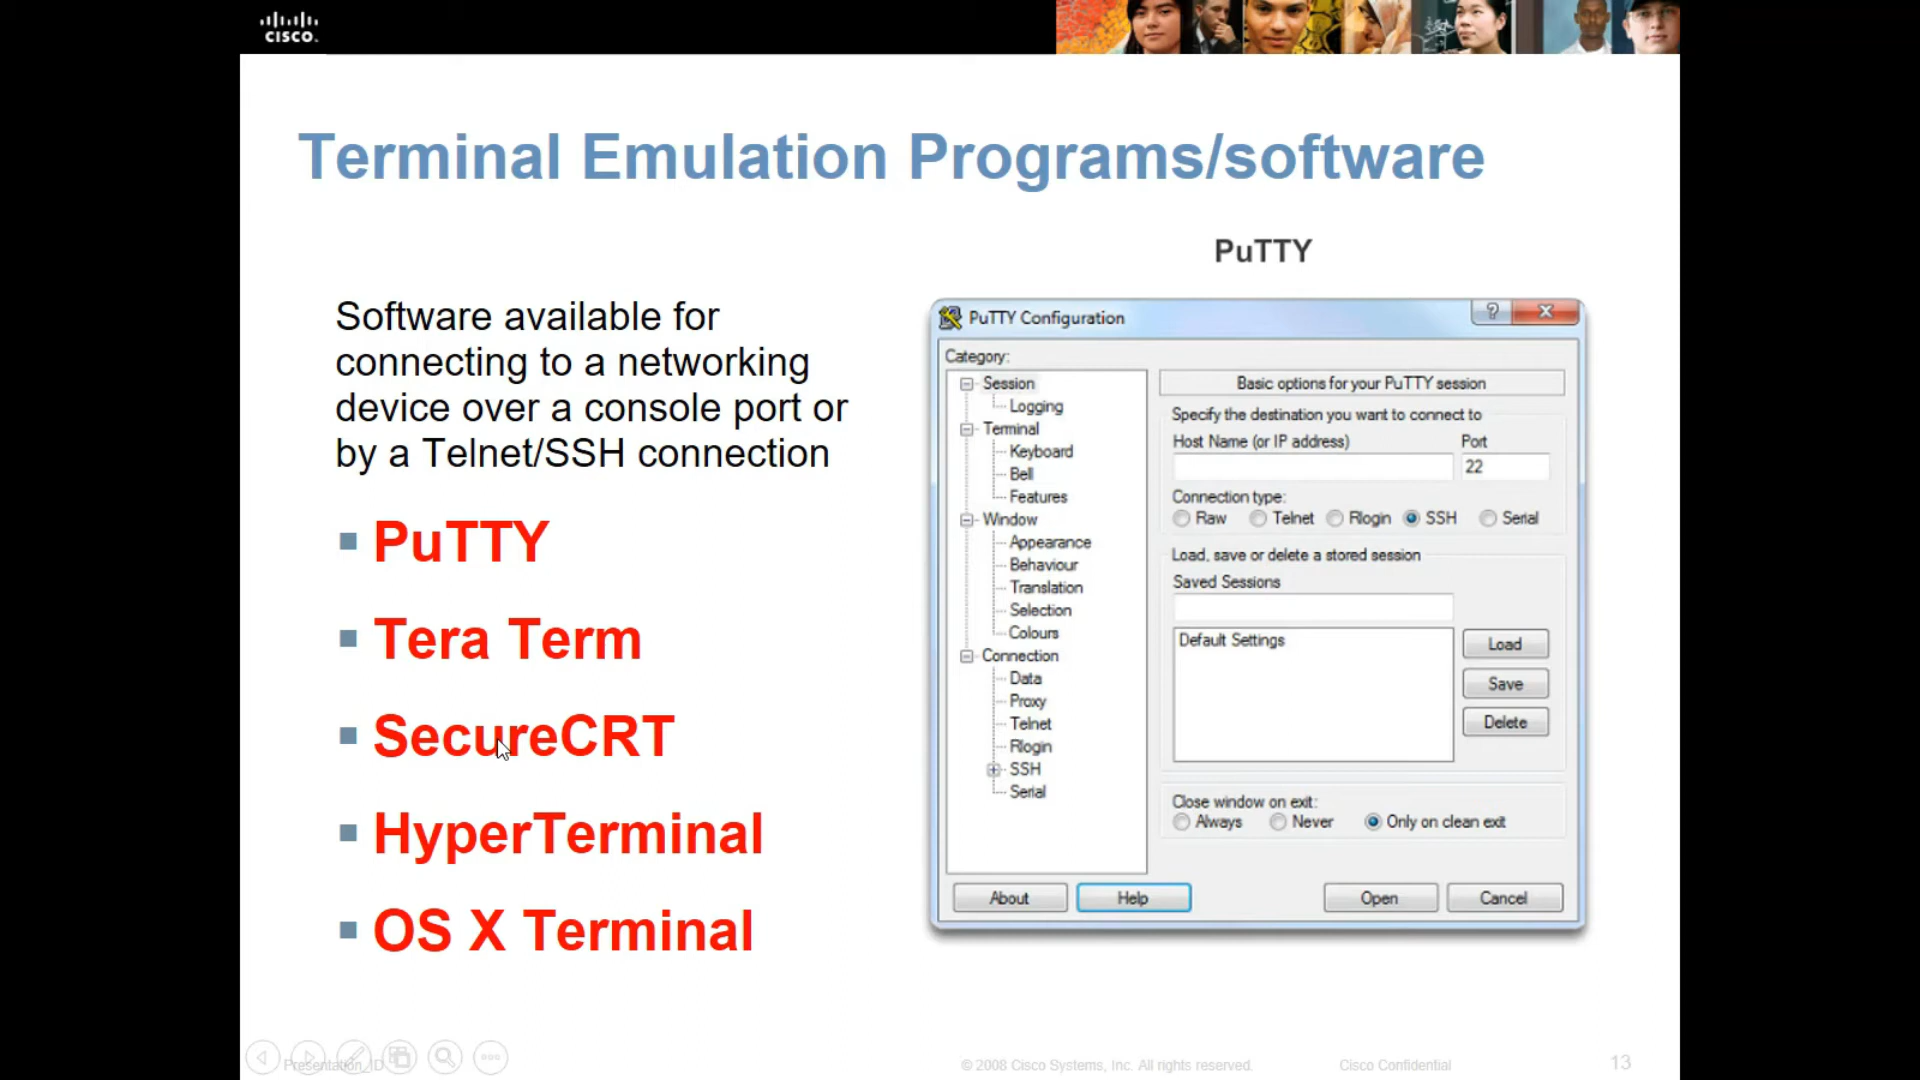 CISCO.
Terminal Emulation Programs/software
Software available for
connecting to a networking
device over a console port or
by a Telnet/SSH connection
PuTTY
Tera Term
SecureCRT
HyperTerminal
OS X Terminal
PuTTY
PuTTY Configuration
?
Category:
Session
Logging
Terminal
Keyboard
Bell
Features
Window
Appearance
Behaviour
Translation
Selection
Colours
Connection
Data
Proxy
Telnet
Rlogin
SSH
Serial
Basic options for your PuTTY session
Specify the destination you want to connect to
Host Name (or IP address) Port
22
Connection type:
Raw Telnet Rlogin SSH Serial
Load, save or delete a stored session
Saved Sessions
Default Settings
Load
Save
Delete
Close window on exit:
Always Never Only on clean exit
About Help Open Cancel
Presentation_ID © 2008 Cisco Systems, Inc. All rights reserved. Cisco Confidential 13